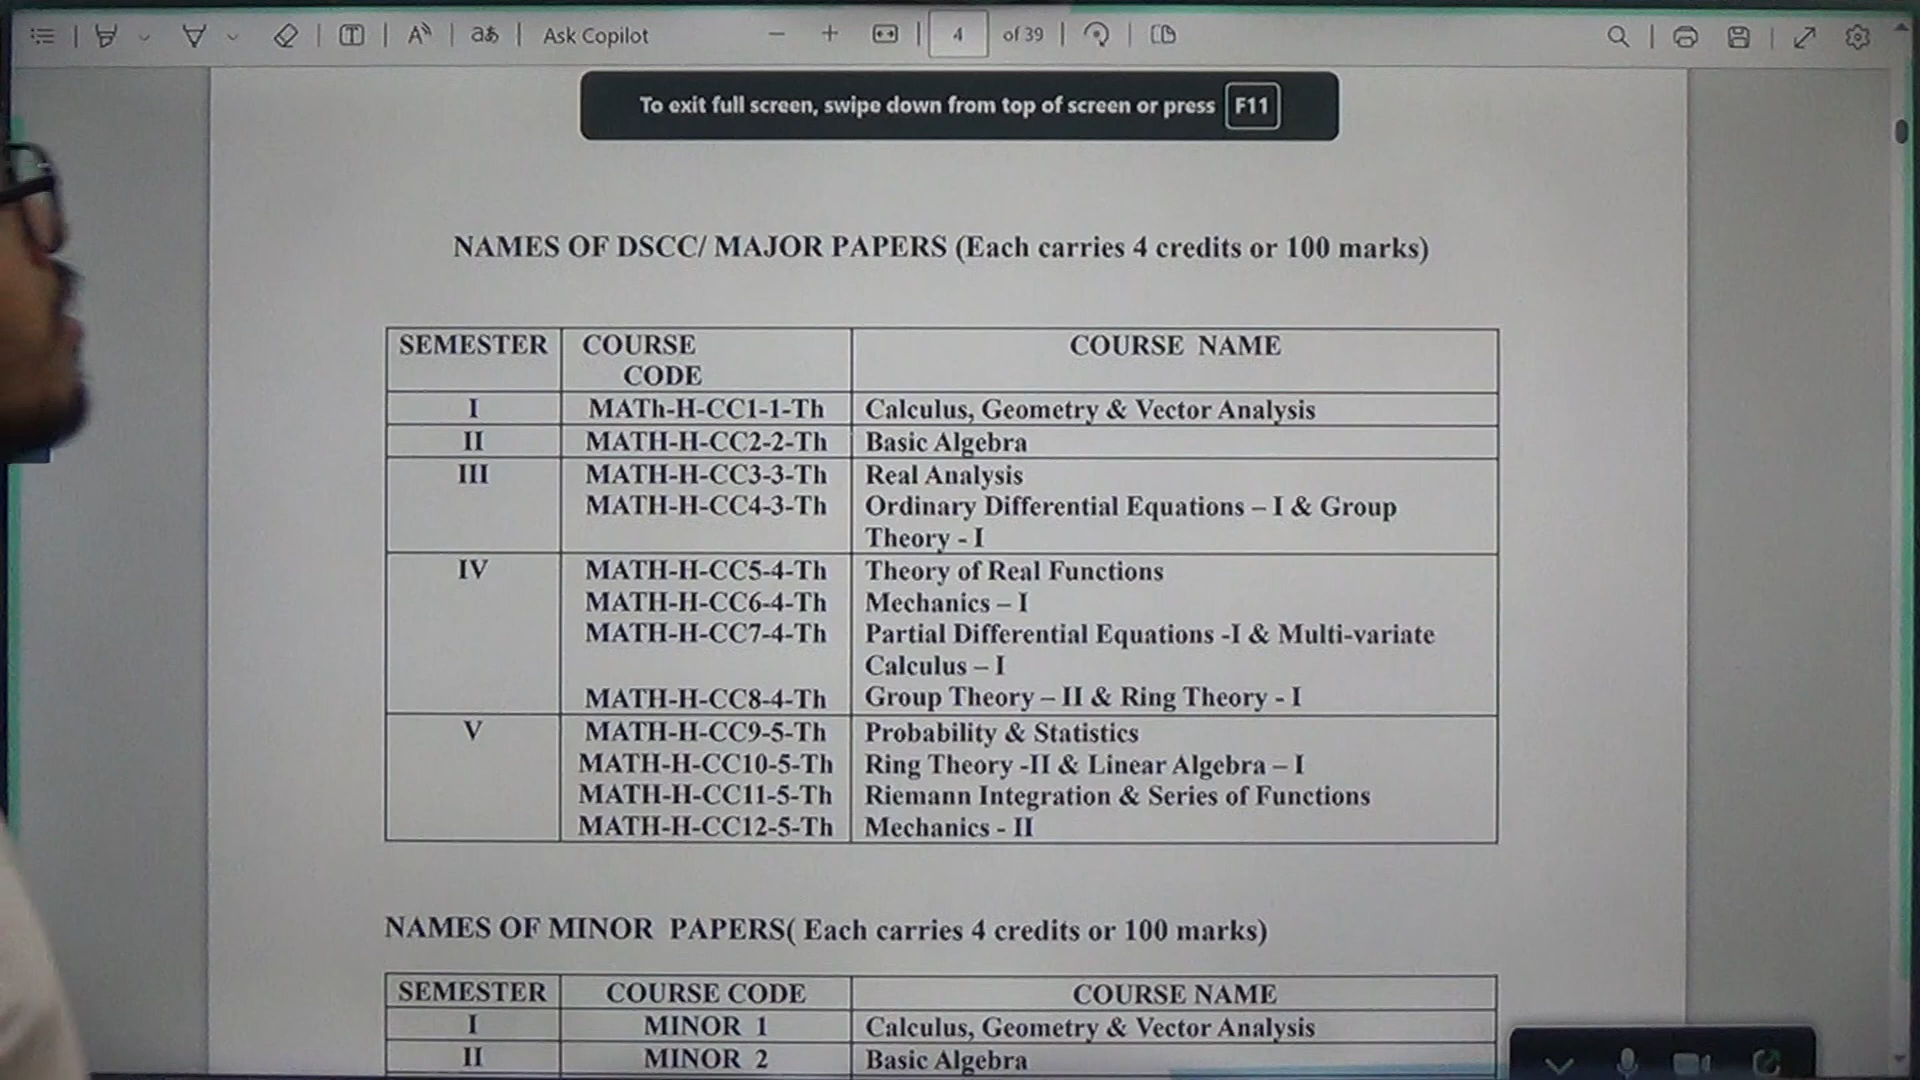 Ask Copilot
4 of 39
To exit full screen, swipe down from top of screen or press F11
NAMES OF DSCC/ MAJOR PAPERS (Each carries 4 credits or 100 marks)
SEMESTER COURSE CODE COURSE NAME
I MATh-H-CC1-1-Th Calculus, Geometry & Vector Analysis
II MATH-H-CC2-2-Th Basic Algebra
III MATH-H-CC3-3-Th Real Analysis
MATH-H-CC4-3-Th Ordinary Differential Equations – I & Group
Theory - I
IV MATH-H-CC5-4-Th Theory of Real Functions
MATH-H-CC6-4-Th Mechanics – I
MATH-H-CC7-4-Th Partial Differential Equations -I & Multi-variate
Calculus – I
MATH-H-CC8-4-Th Group Theory – II & Ring Theory - I
V MATH-H-CC9-5-Th Probability & Statistics
MATH-H-CC10-5-Th Ring Theory -II & Linear Algebra – I
MATH-H-CC11-5-Th Riemann Integration & Series of Functions
MATH-H-CC12-5-Th Mechanics - II
NAMES OF MINOR PAPERS( Each carries 4 credits or 100 marks)
SEMESTER COURSE CODE COURSE NAME
I MINOR 1 Calculus, Geometry & Vector Analysis
II MINOR 2 Basic Algebra